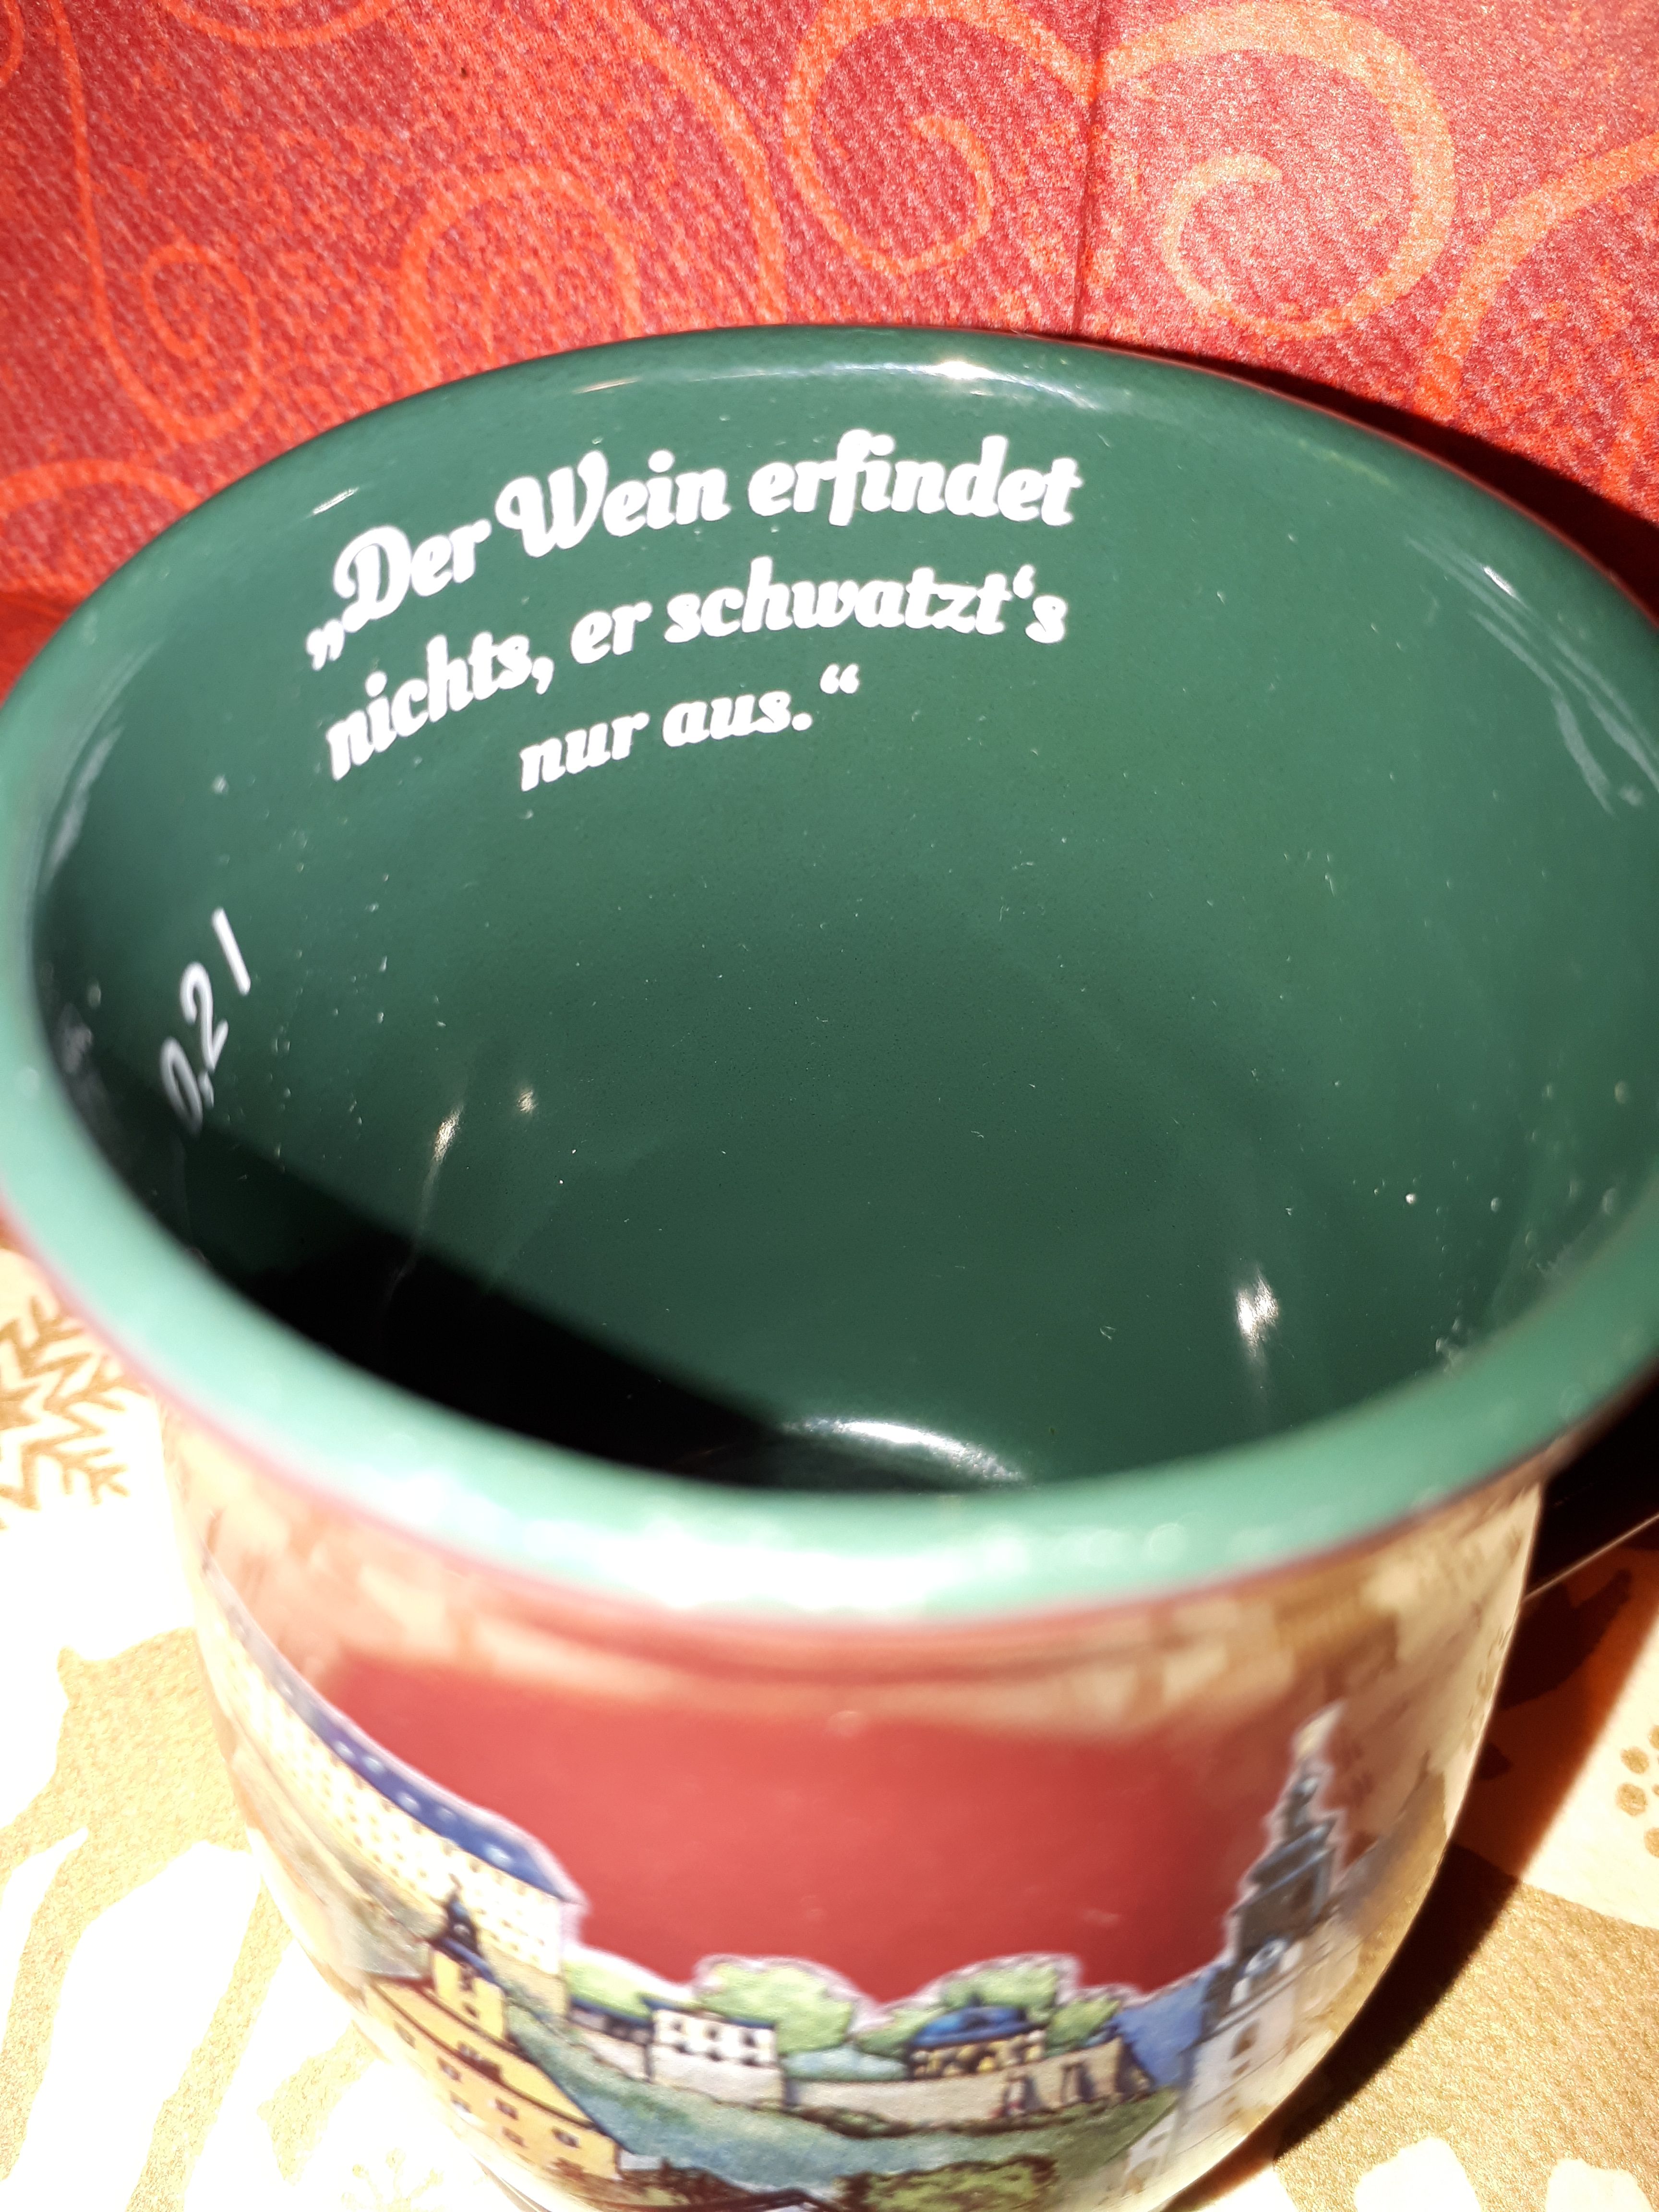 „Der Wein erfindet
nichts, er schwatzt‘s
nur aus.“
0,2 l